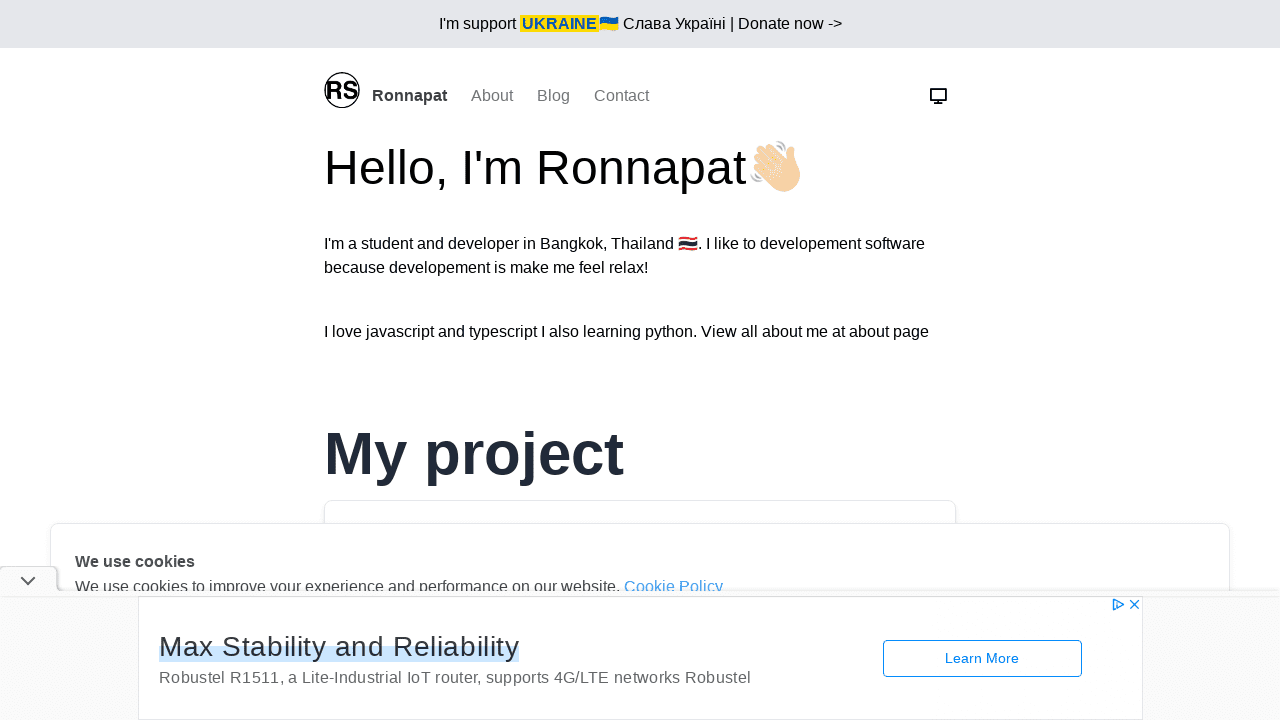 I'm support UKRAINE🇺🇦 Слава Україні | Donate now ->
RS Ronnapat About Blog Contact
Hello, I'm Ronnapat👋🏻
I'm a student and developer in Bangkok, Thailand 🇹🇭. I like to developement software
because developement is make me feel relax!
I love javascript and typescript I also learning python. View all about me at about page
My project
We use cookies
We use cookies to improve your experience and performance on our website. Cookie Policy
Max Stability and Reliability
Robustel R1511, a Lite-Industrial IoT router, supports 4G/LTE networks Robustel
Learn More